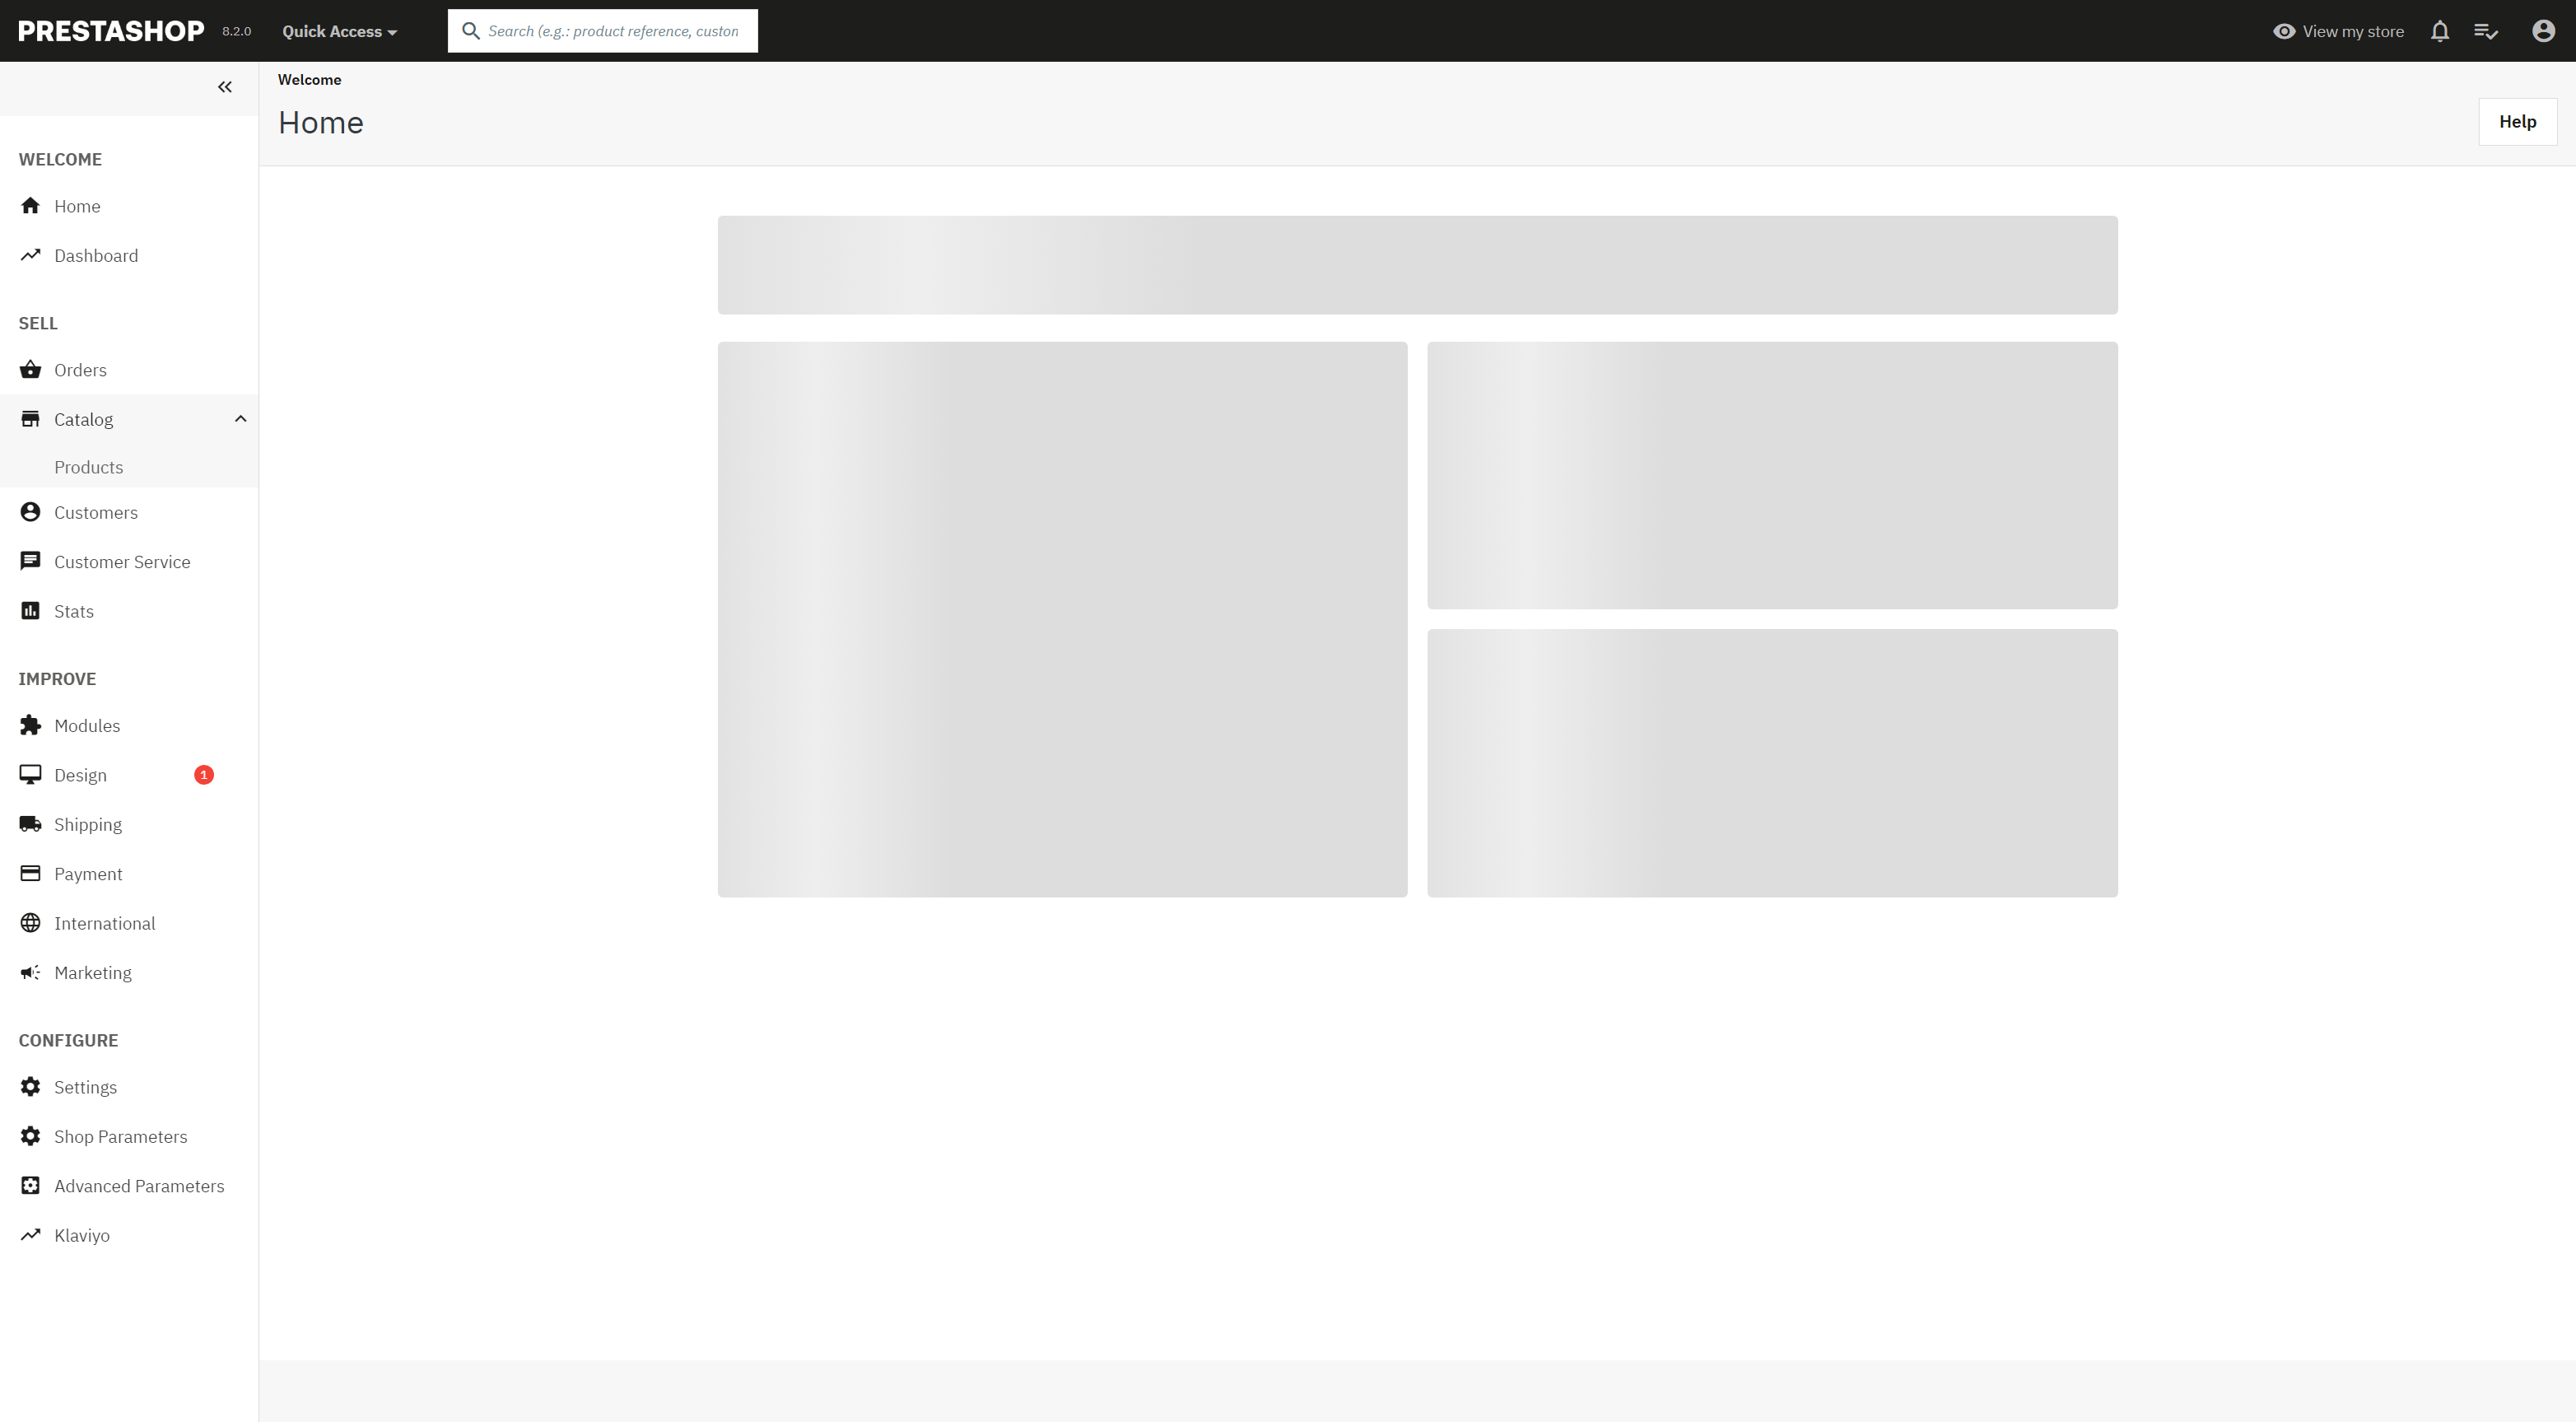 PRESTASHOP 8.2.0 Quick Access Search (e.g.: product reference, custon View my store
Welcome
Home
Help
WELCOME
Home
Dashboard
SELL
Orders
Catalog
Products
Customers
Customer Service
Stats
IMPROVE
Modules
Design 1
Shipping
Payment
International
Marketing
CONFIGURE
Settings
Shop Parameters
Advanced Parameters
Klaviyo